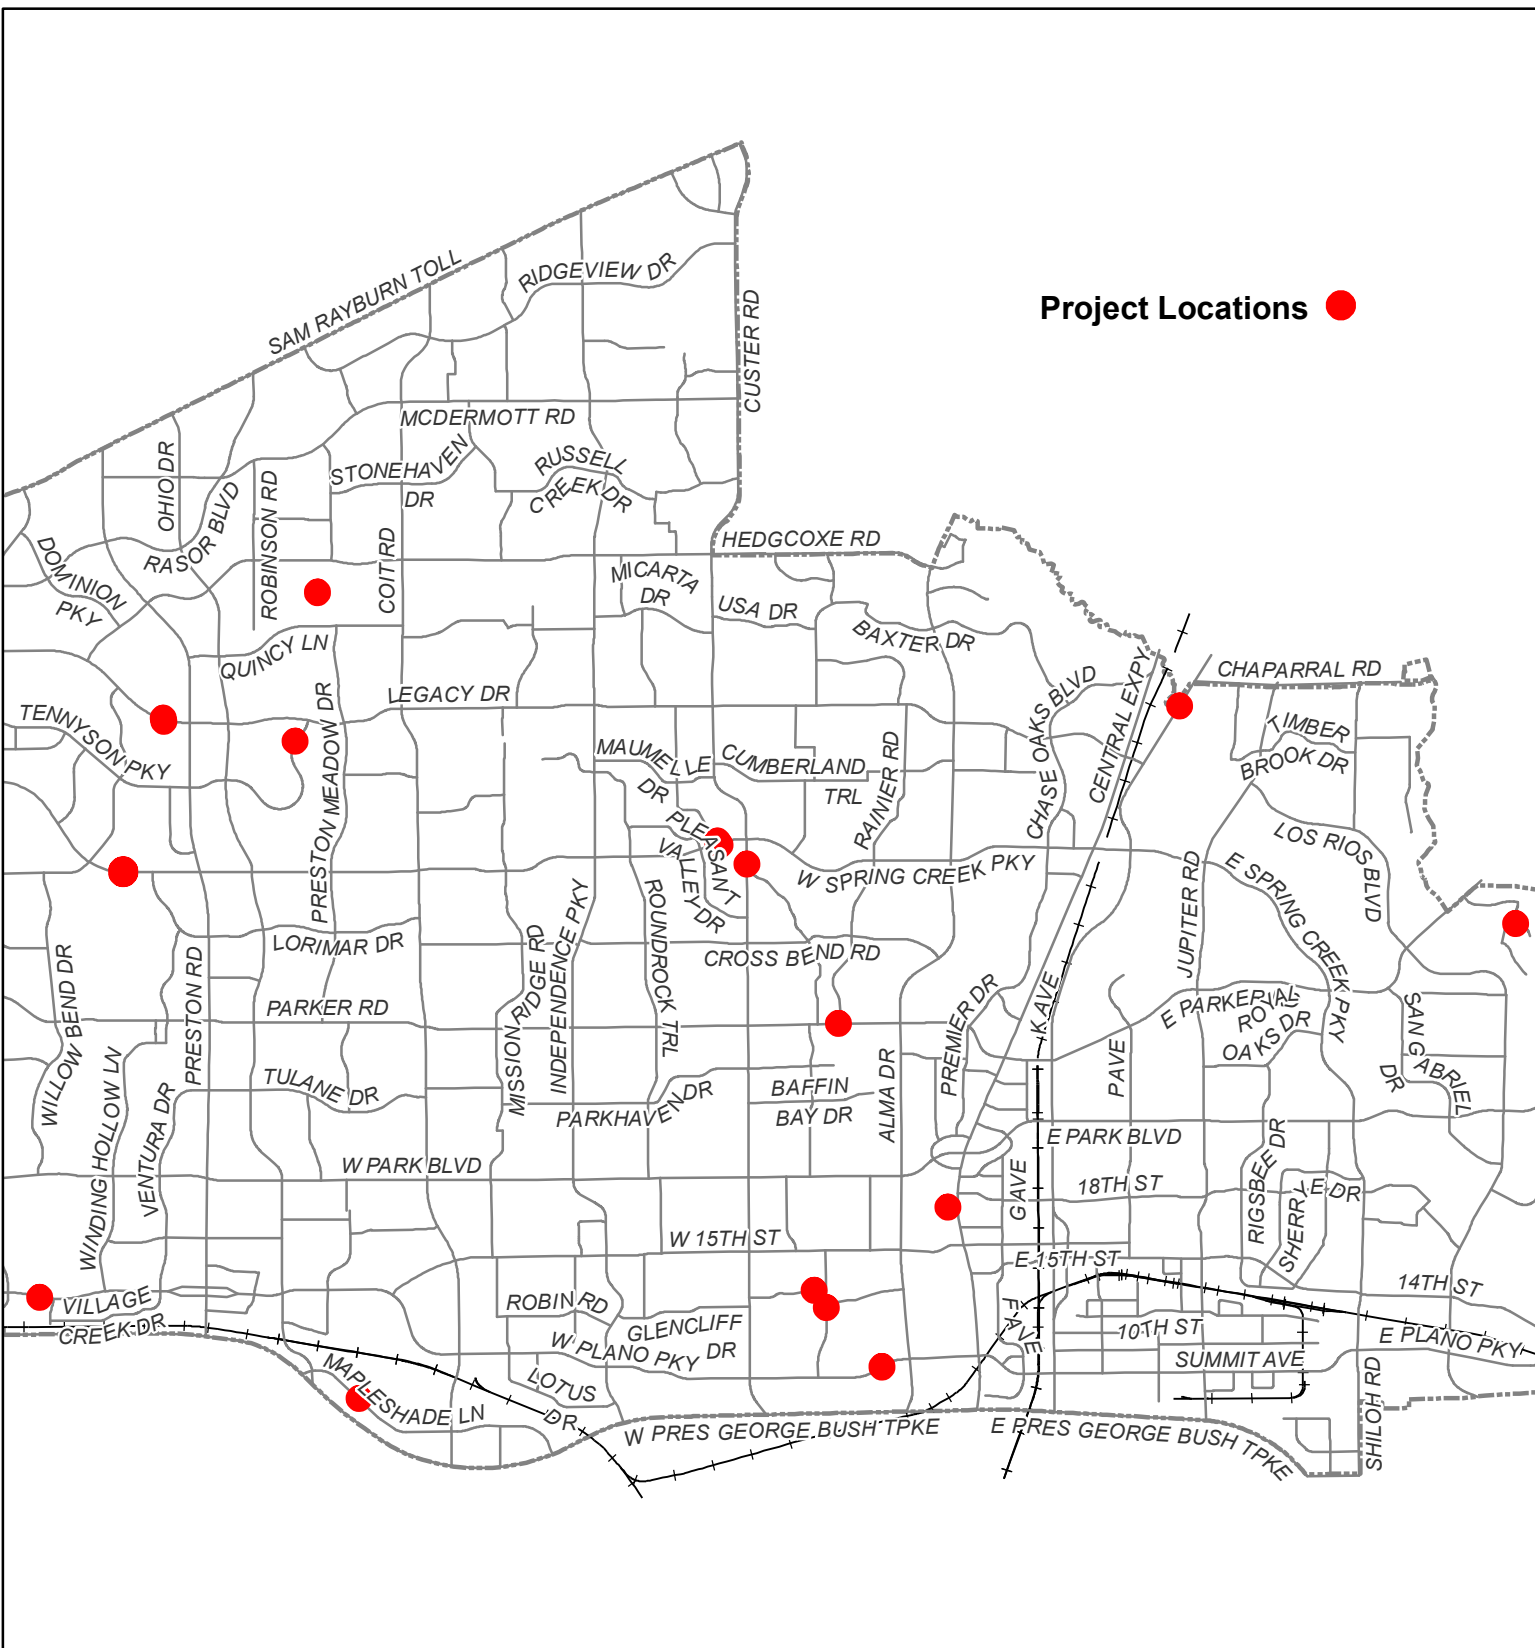 SAM RAYBURN TOLL
RIDGEVIEW DR
CUSTER RD
Project Locations
MCDERMOTT RD
OHIO DR
RASOR BLVD
ROBINSON RD
STONEHAVEN
DR
RUSSELL
CREEK DR
COIT RD
HEDGCOXE RD
DOMINION
PKY
MICARTA
DR
USA DR
BAXTER DR
QUINCY LN
LEGACY DR
CHASE OAKS BLVD
CENTRAL EXPY
CHAPARRAL RD
TENNYSON PKY
PRESTON MEADOW DR
MAUMELLE
DR
CUMBERLAND
TRL
RAINIER RD
TIMBER
BROOK DR
PLEASANT
VALLEY DR
W SPRING CREEK PKY
LOS RIOS BLVD
E SPRING CREEK PKY
JUPITER RD
WILLOW BEND DR
PRESTON RD
LORIMAR DR
MISSION RIDGE RD
INDEPENDENCE PKY
ROUNDROCK TRL
CROSS BEND RD
PARKER RD
PREMIER DR
K AVE
E PARKER
ROYAL
OAKS DR
SAN GABRIEL
DR
WINDING HOLLOW LN
VENTURA DR
TULANE DR
PARKHAVEN DR
BAFFIN
BAY DR
ALMA DR
P AVE
W PARK BLVD
E PARK BLVD
G AVE
18TH ST
RIGSBEE DR
SHERRYE DR
W 15TH ST
E 15TH ST
14TH ST
VILLAGE
CREEK DR
ROBIN RD
GLENCLIFF
DR
W PLANO PKY
F AVE
10TH ST
E PLANO PKY
SUMMIT AVE
MAPLESHADE LN
LOTUS
DR
W PRES GEORGE BUSH TPKE
E PRES GEORGE BUSH TPKE
SHILOH RD